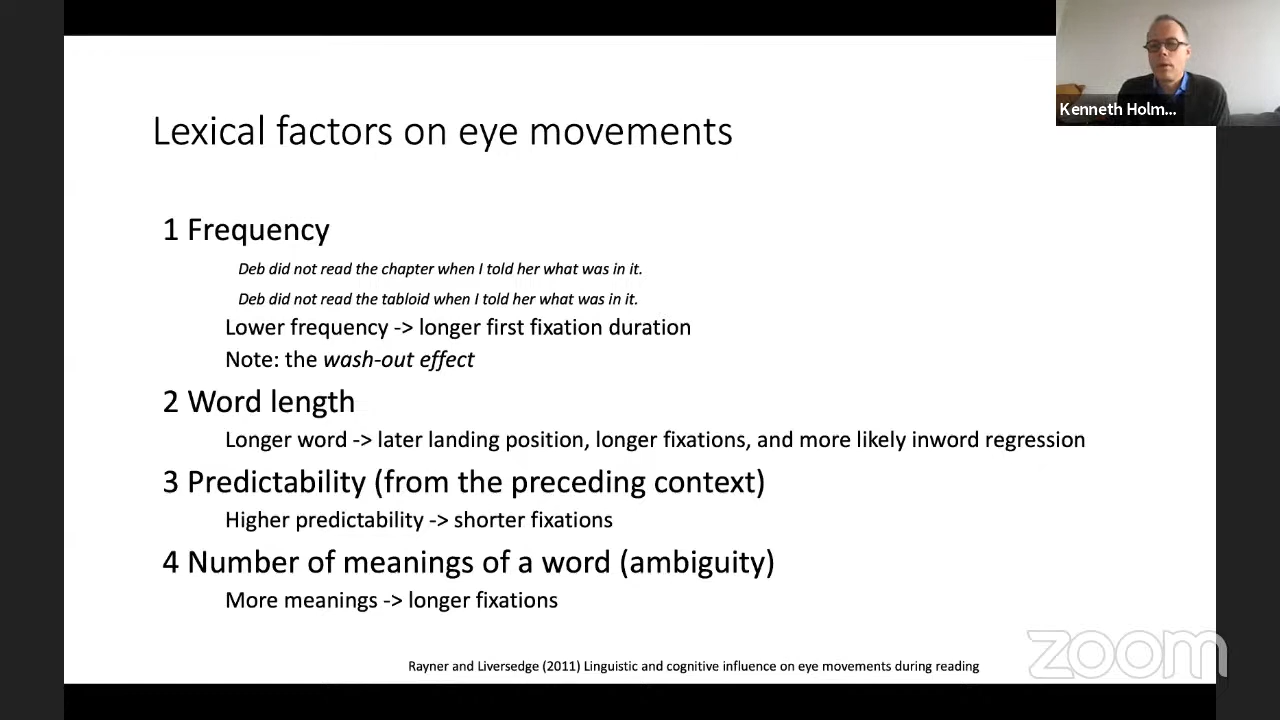 Lexical factors on eye movements
Kenneth Holm...
1 Frequency
Deb did not read the chapter when I told her what was in it.
Deb did not read the tabloid when I told her what was in it.
Lower frequency -> longer first fixation duration
Note: the wash-out effect
2 Word length
Longer word -> later landing position, longer fixations, and more likely inword regression
3 Predictability (from the preceding context)
Higher predictability -> shorter fixations
4 Number of meanings of a word (ambiguity)
More meanings -> longer fixations
Rayner and Liversedge (2011) Linguistic and cognitive influence on eye movements during reading
zoom